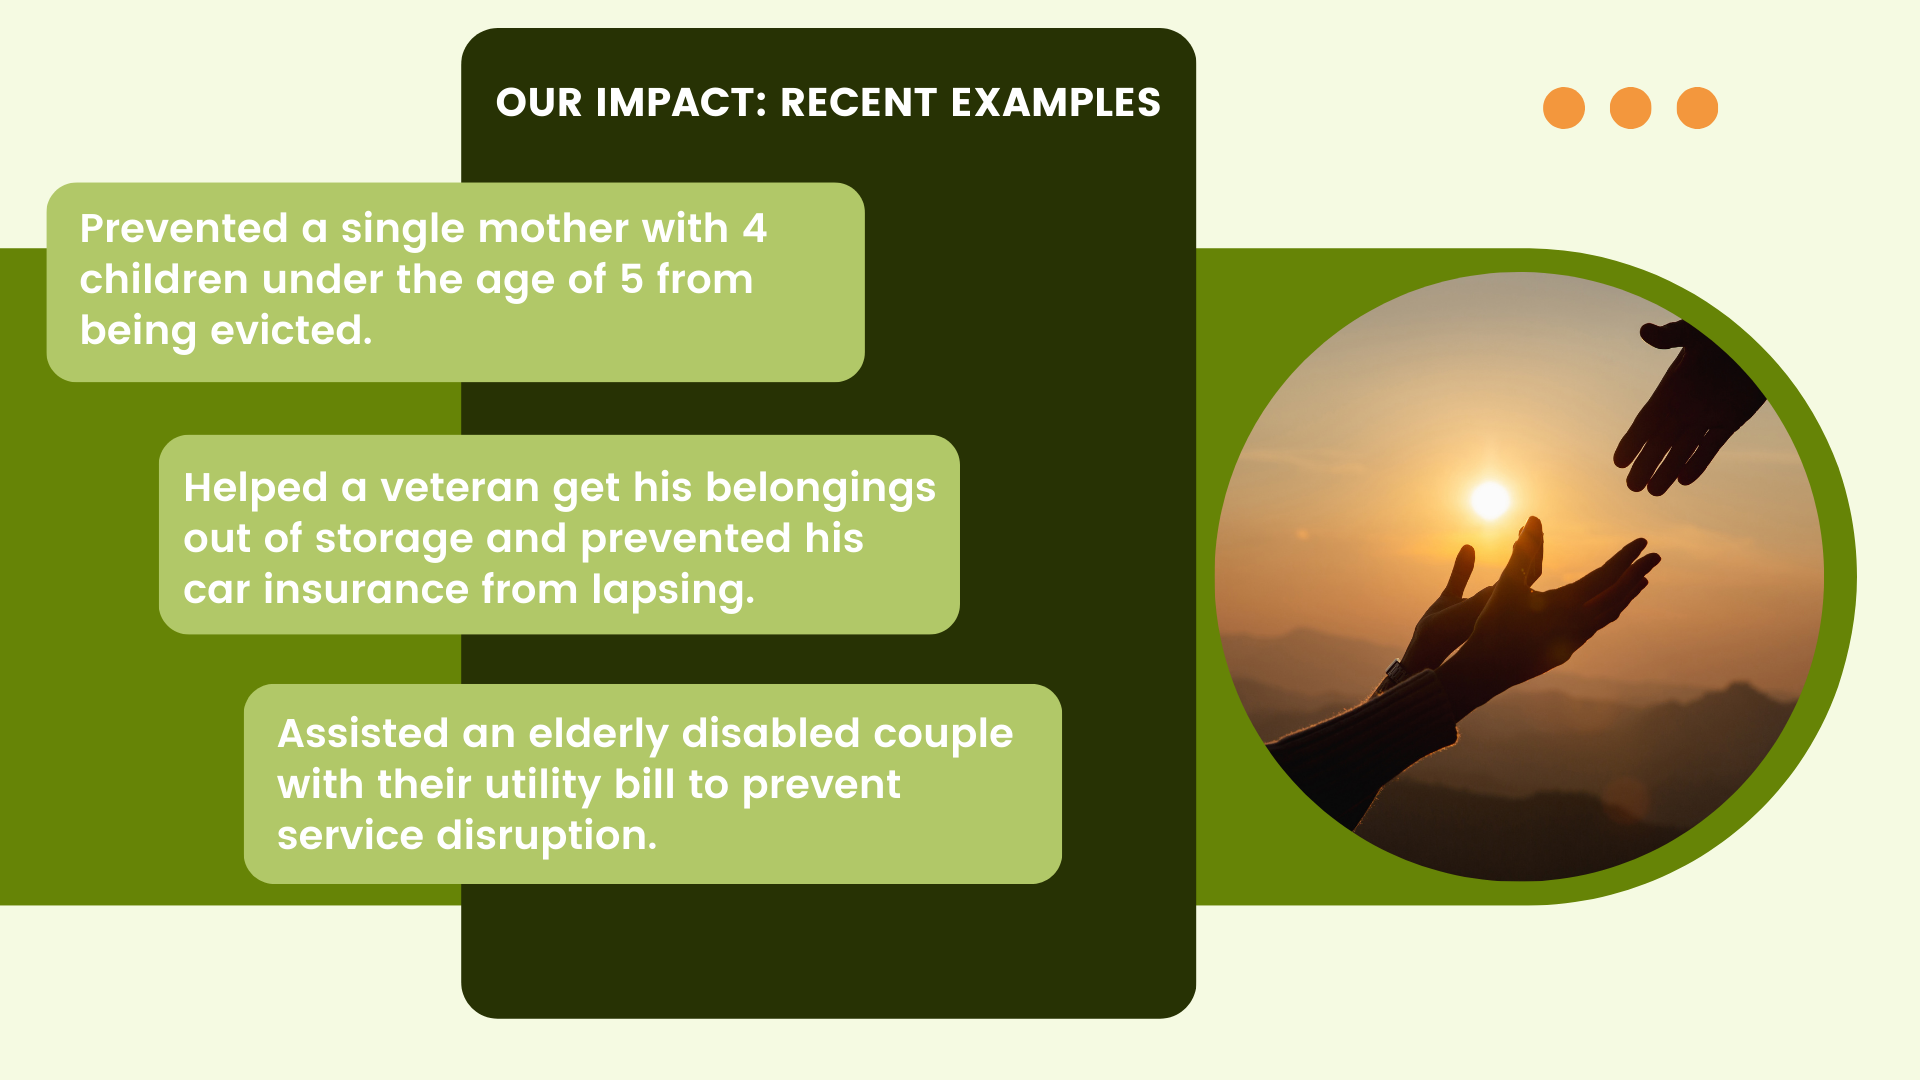 OUR IMPACT: RECENT EXAMPLES
Prevented a single mother with 4
children under the age of 5 from
being evicted.
Helped a veteran get his belongings
out of storage and prevented his
car insurance from lapsing.
Assisted an elderly disabled couple
with their utility bill to prevent
service disruption.